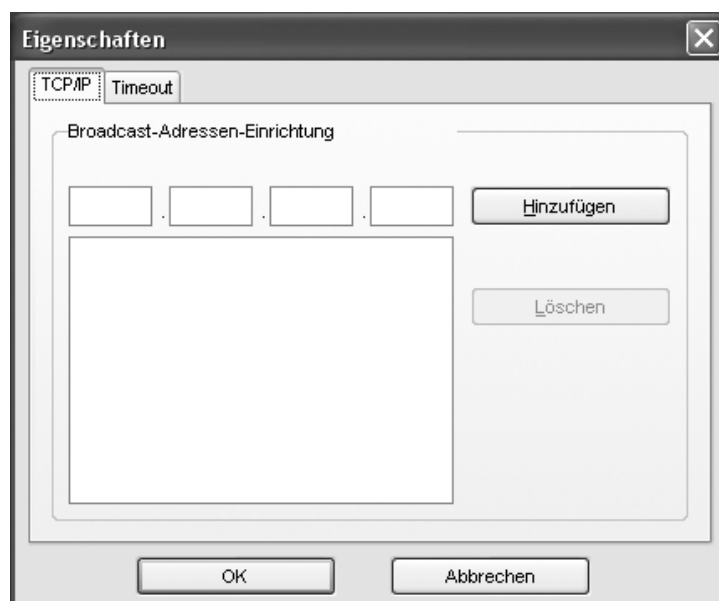 Eigenschaften
TCP/IP Timeout
Broadcast-Adressen-Einrichtung
. . . Hinzufügen
Löschen
OK Abbrechen